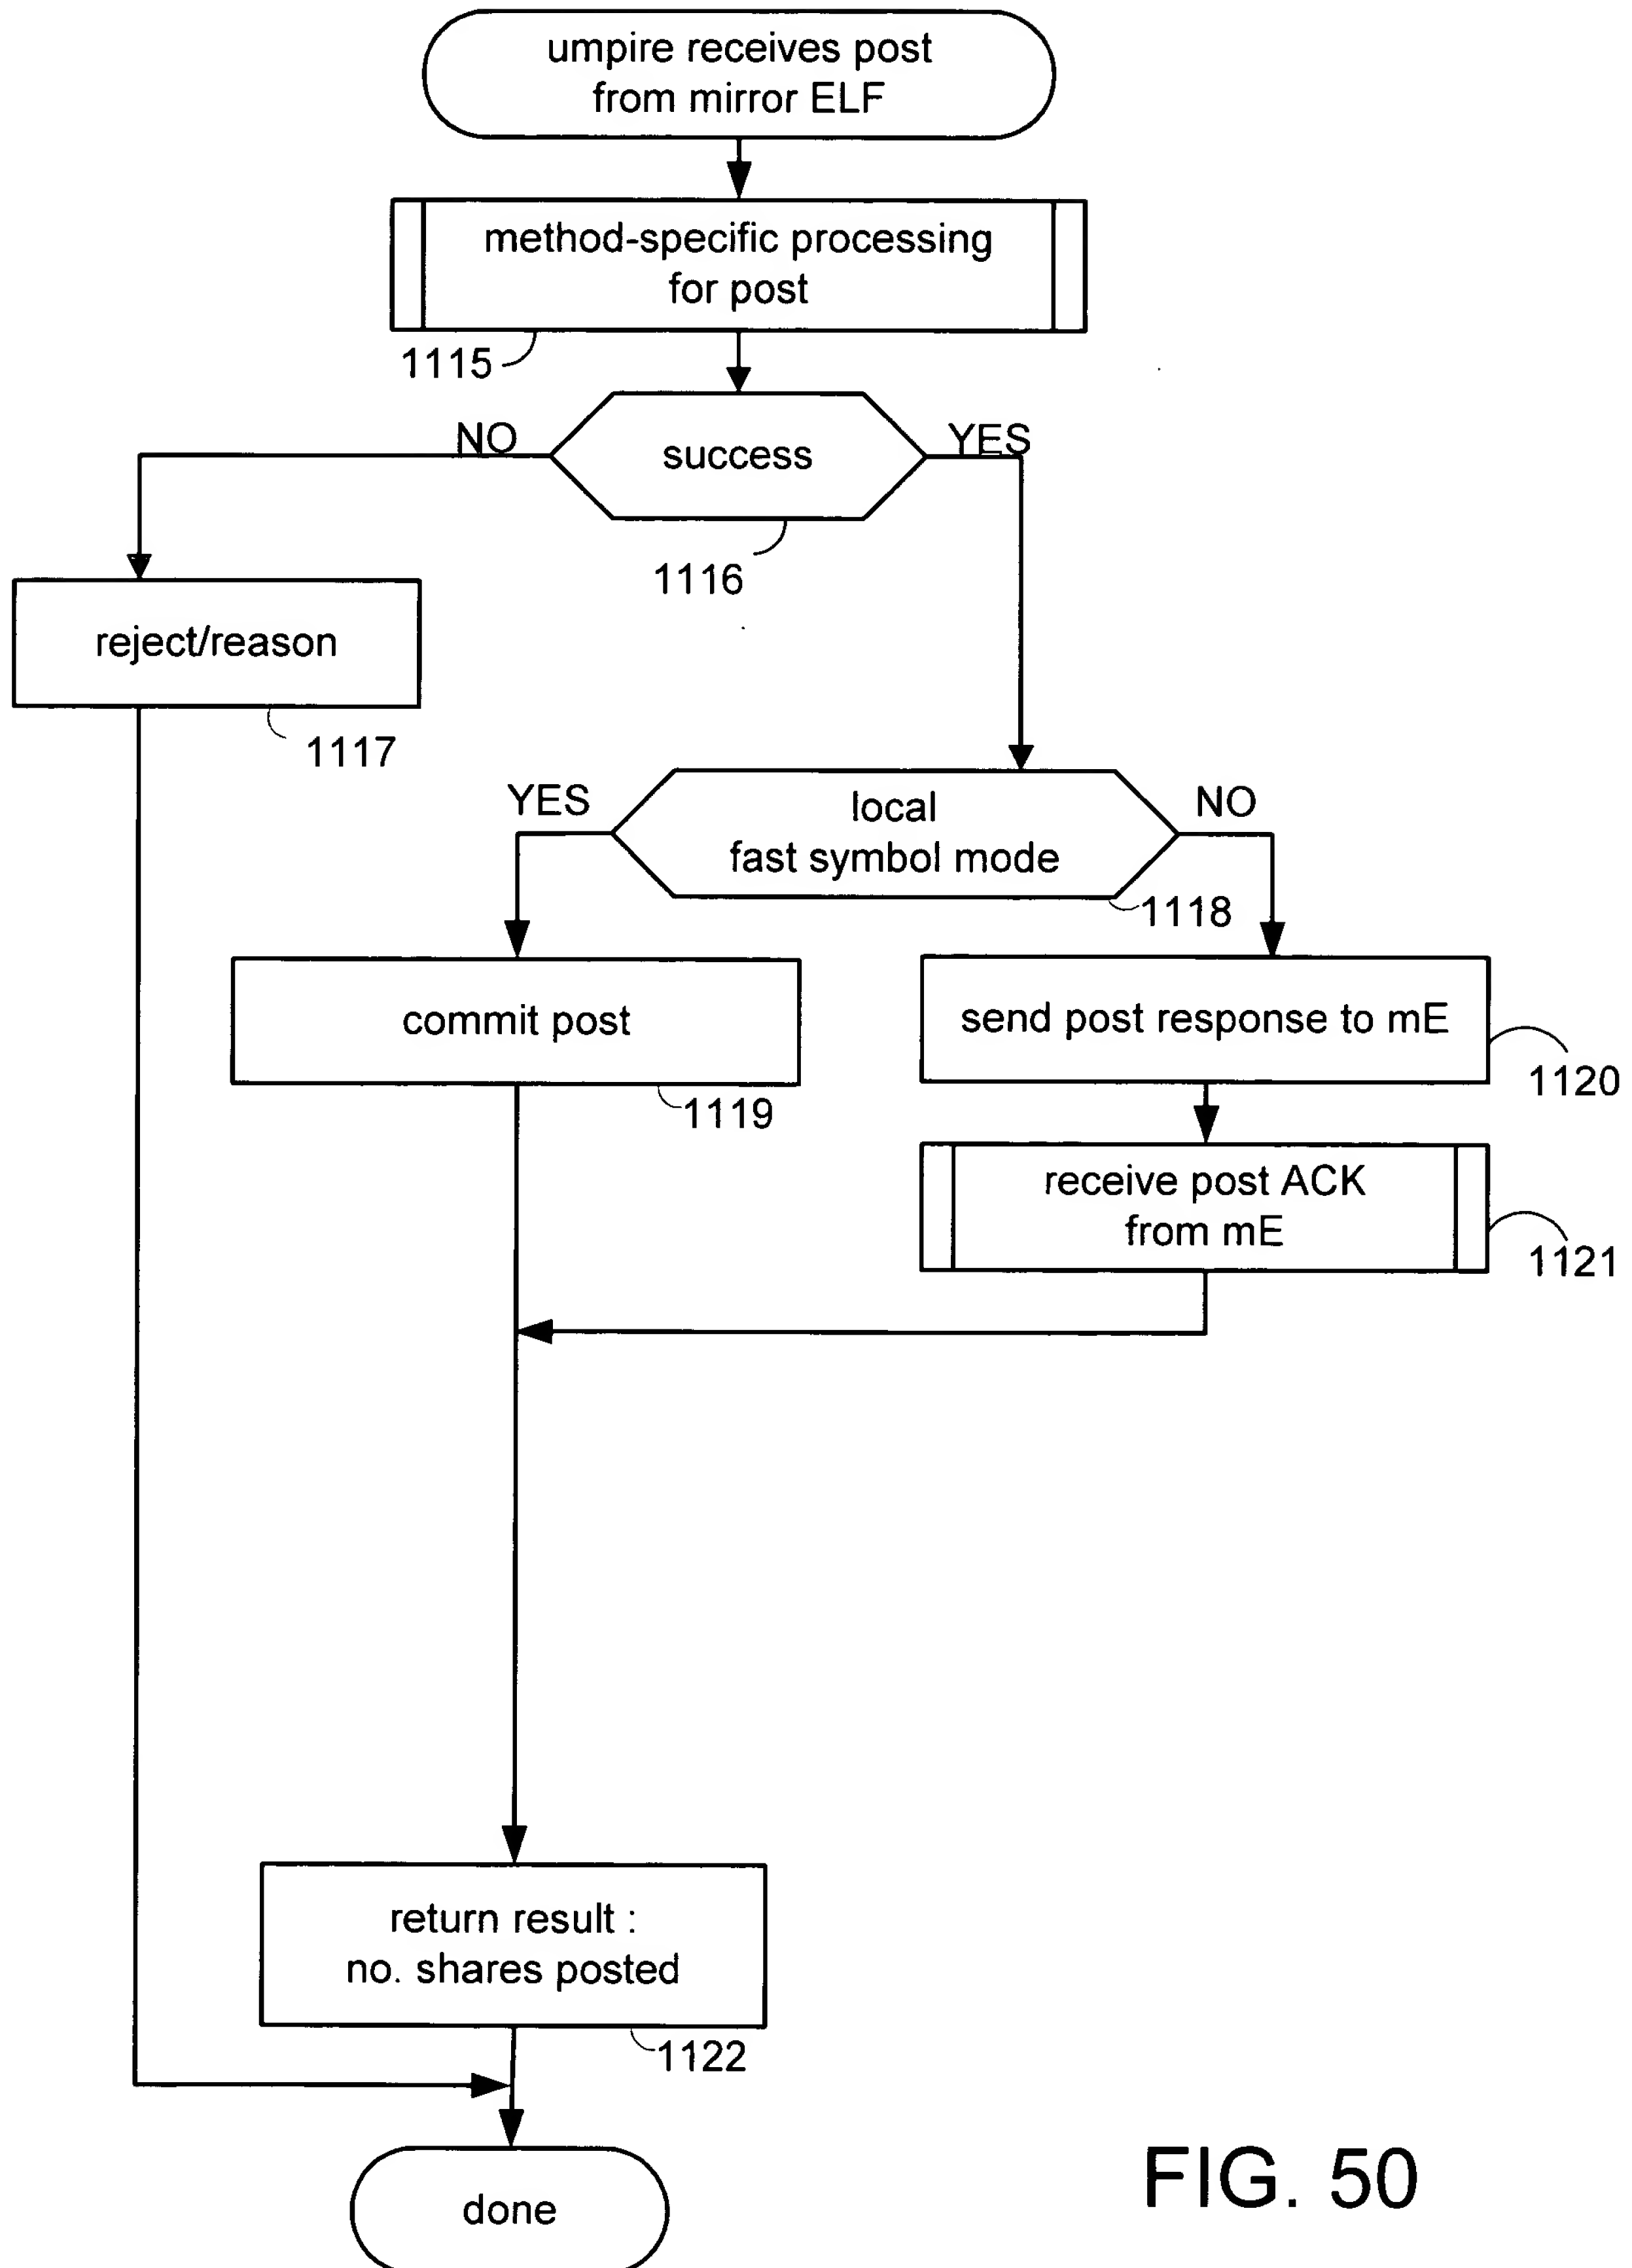 umpire receives post
from mirror ELF
method-specific processing
for post
1115
NO
success
YES
1116
reject/reason
1117
YES
local
fast symbol mode
NO
1118
commit post
1119
send post response to mE
1120
receive post ACK
from mE
1121
return result :
no. shares posted
1122
done
FIG. 50